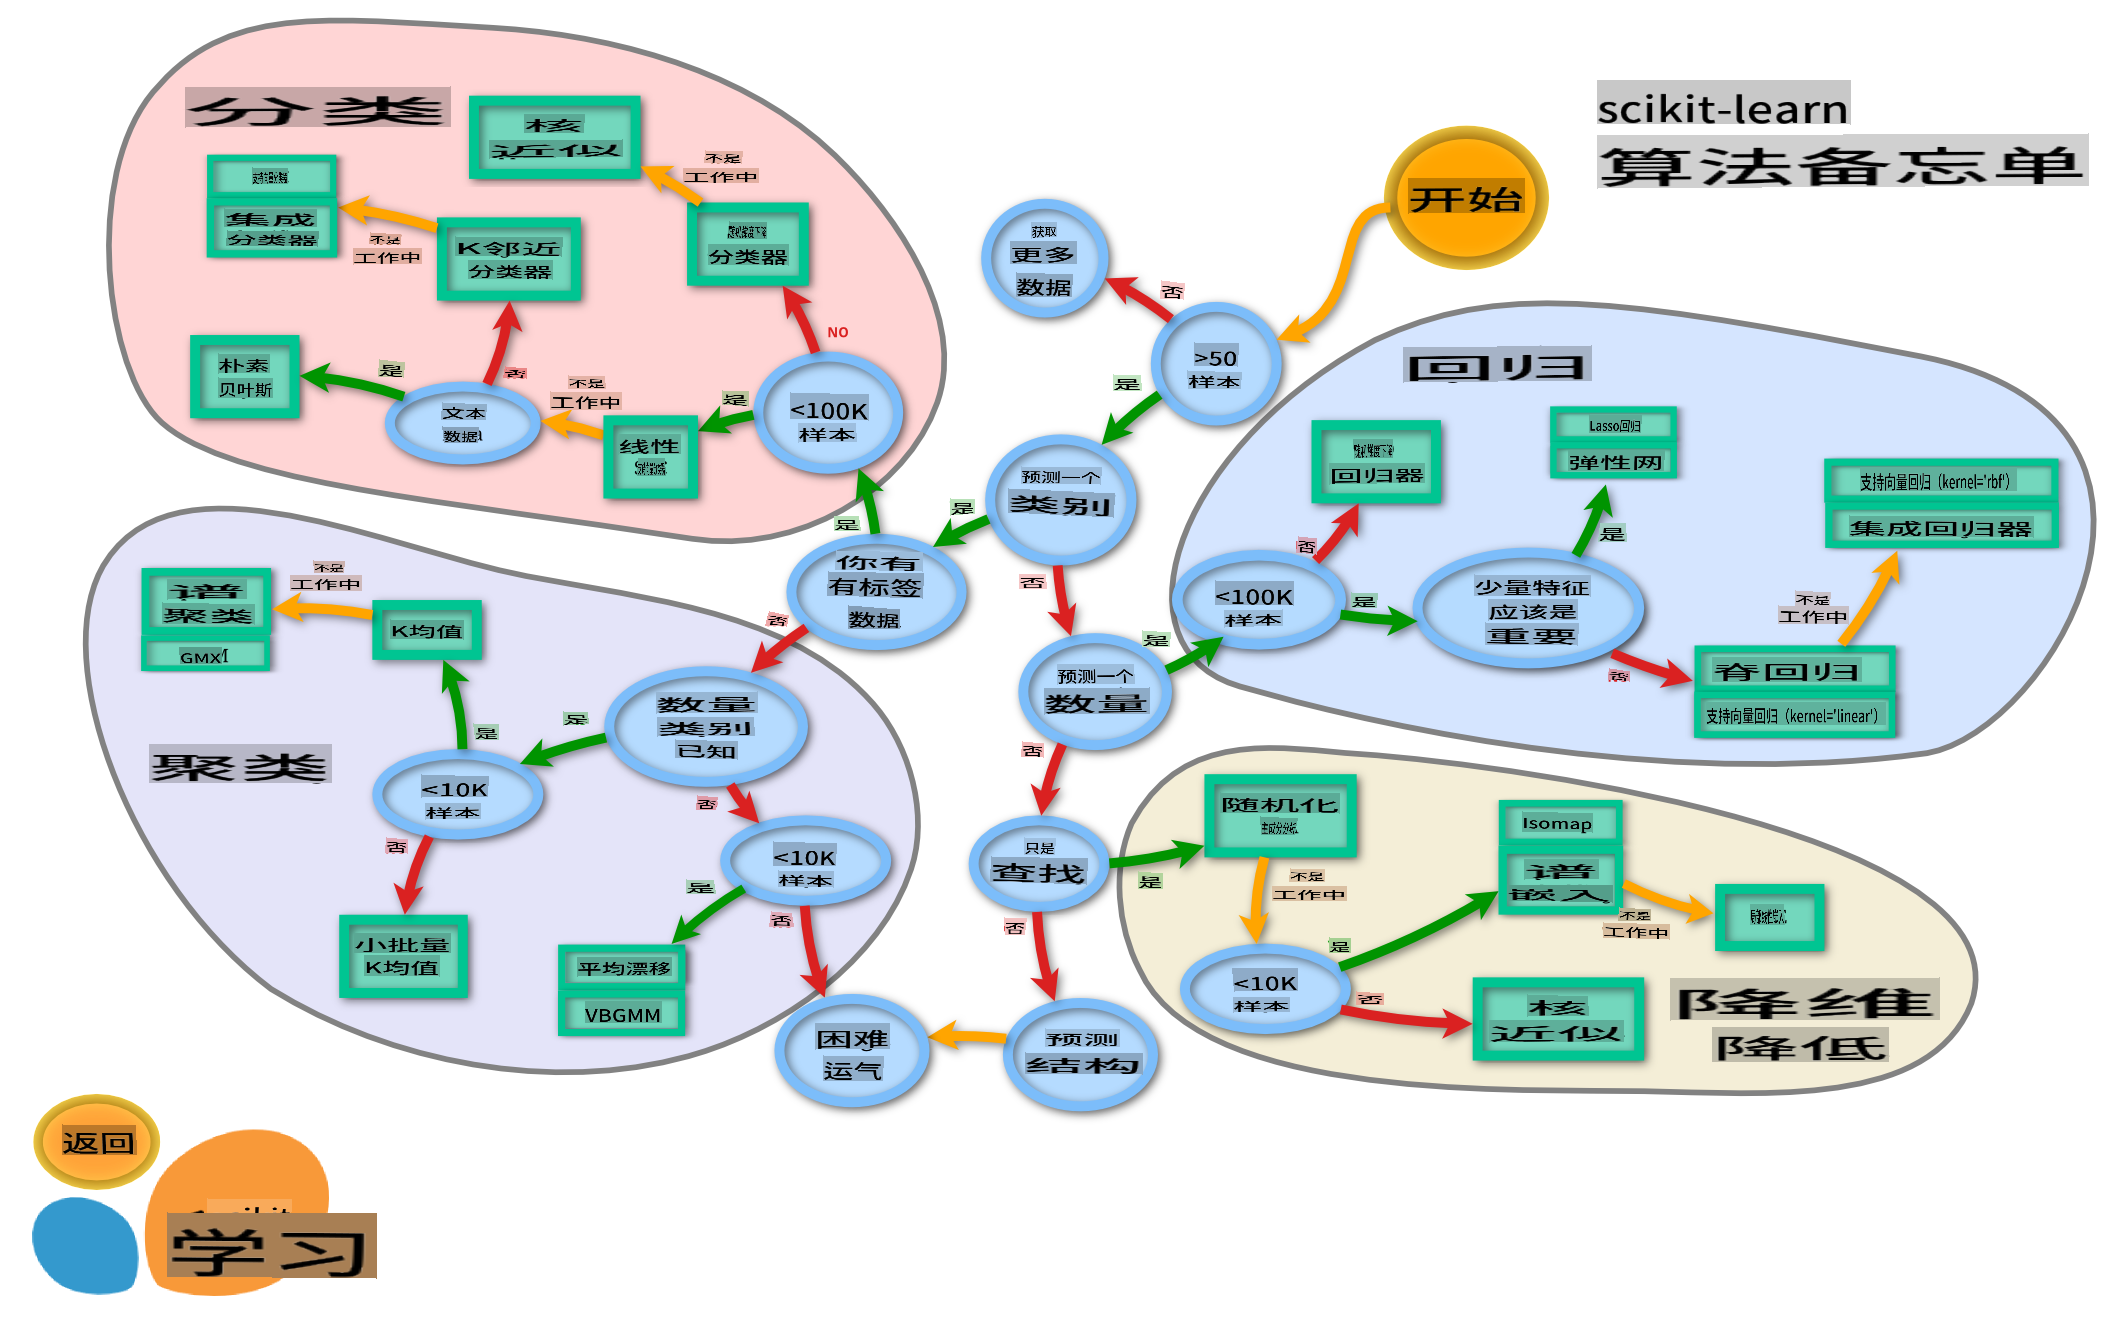 scikit-learn
算法备忘单
开始
分类
核
近似
不是
工作中
集成
分类器
不是
工作中
K邻近
分类器
分类器
NO
朴素
贝叶斯
是
否
文本
数据
不是
工作中
线性
是
<100K
样本
是
获取
更多
数据
否
>50
样本
是
预测一个
类别
是
否
你有
有标签
数据
否
回归
回归器
Lasso回归
弹性网
支持向量回归（kernel='rbf'）
集成回归器
否
是
<100K
样本
是
少量特征
应该是
重要
不是
工作中
否
脊回归
支持向量回归（kernel='linear'）
是
预测一个
数量
否
谱
聚类
GMM
不是
工作中
K均值
聚类
是
是
数量
类别
已知
否
<10K
样本
否
<10K
样本
是
否
小批量
K均值
平均漂移
VBGMM
只是
查找
是
否
困难
运气
预测
结构
随机化
不是
工作中
Isomap
谱
嵌入
不是
工作中
是
<10K
样本
否
核
近似
降维
降低
返回
学习